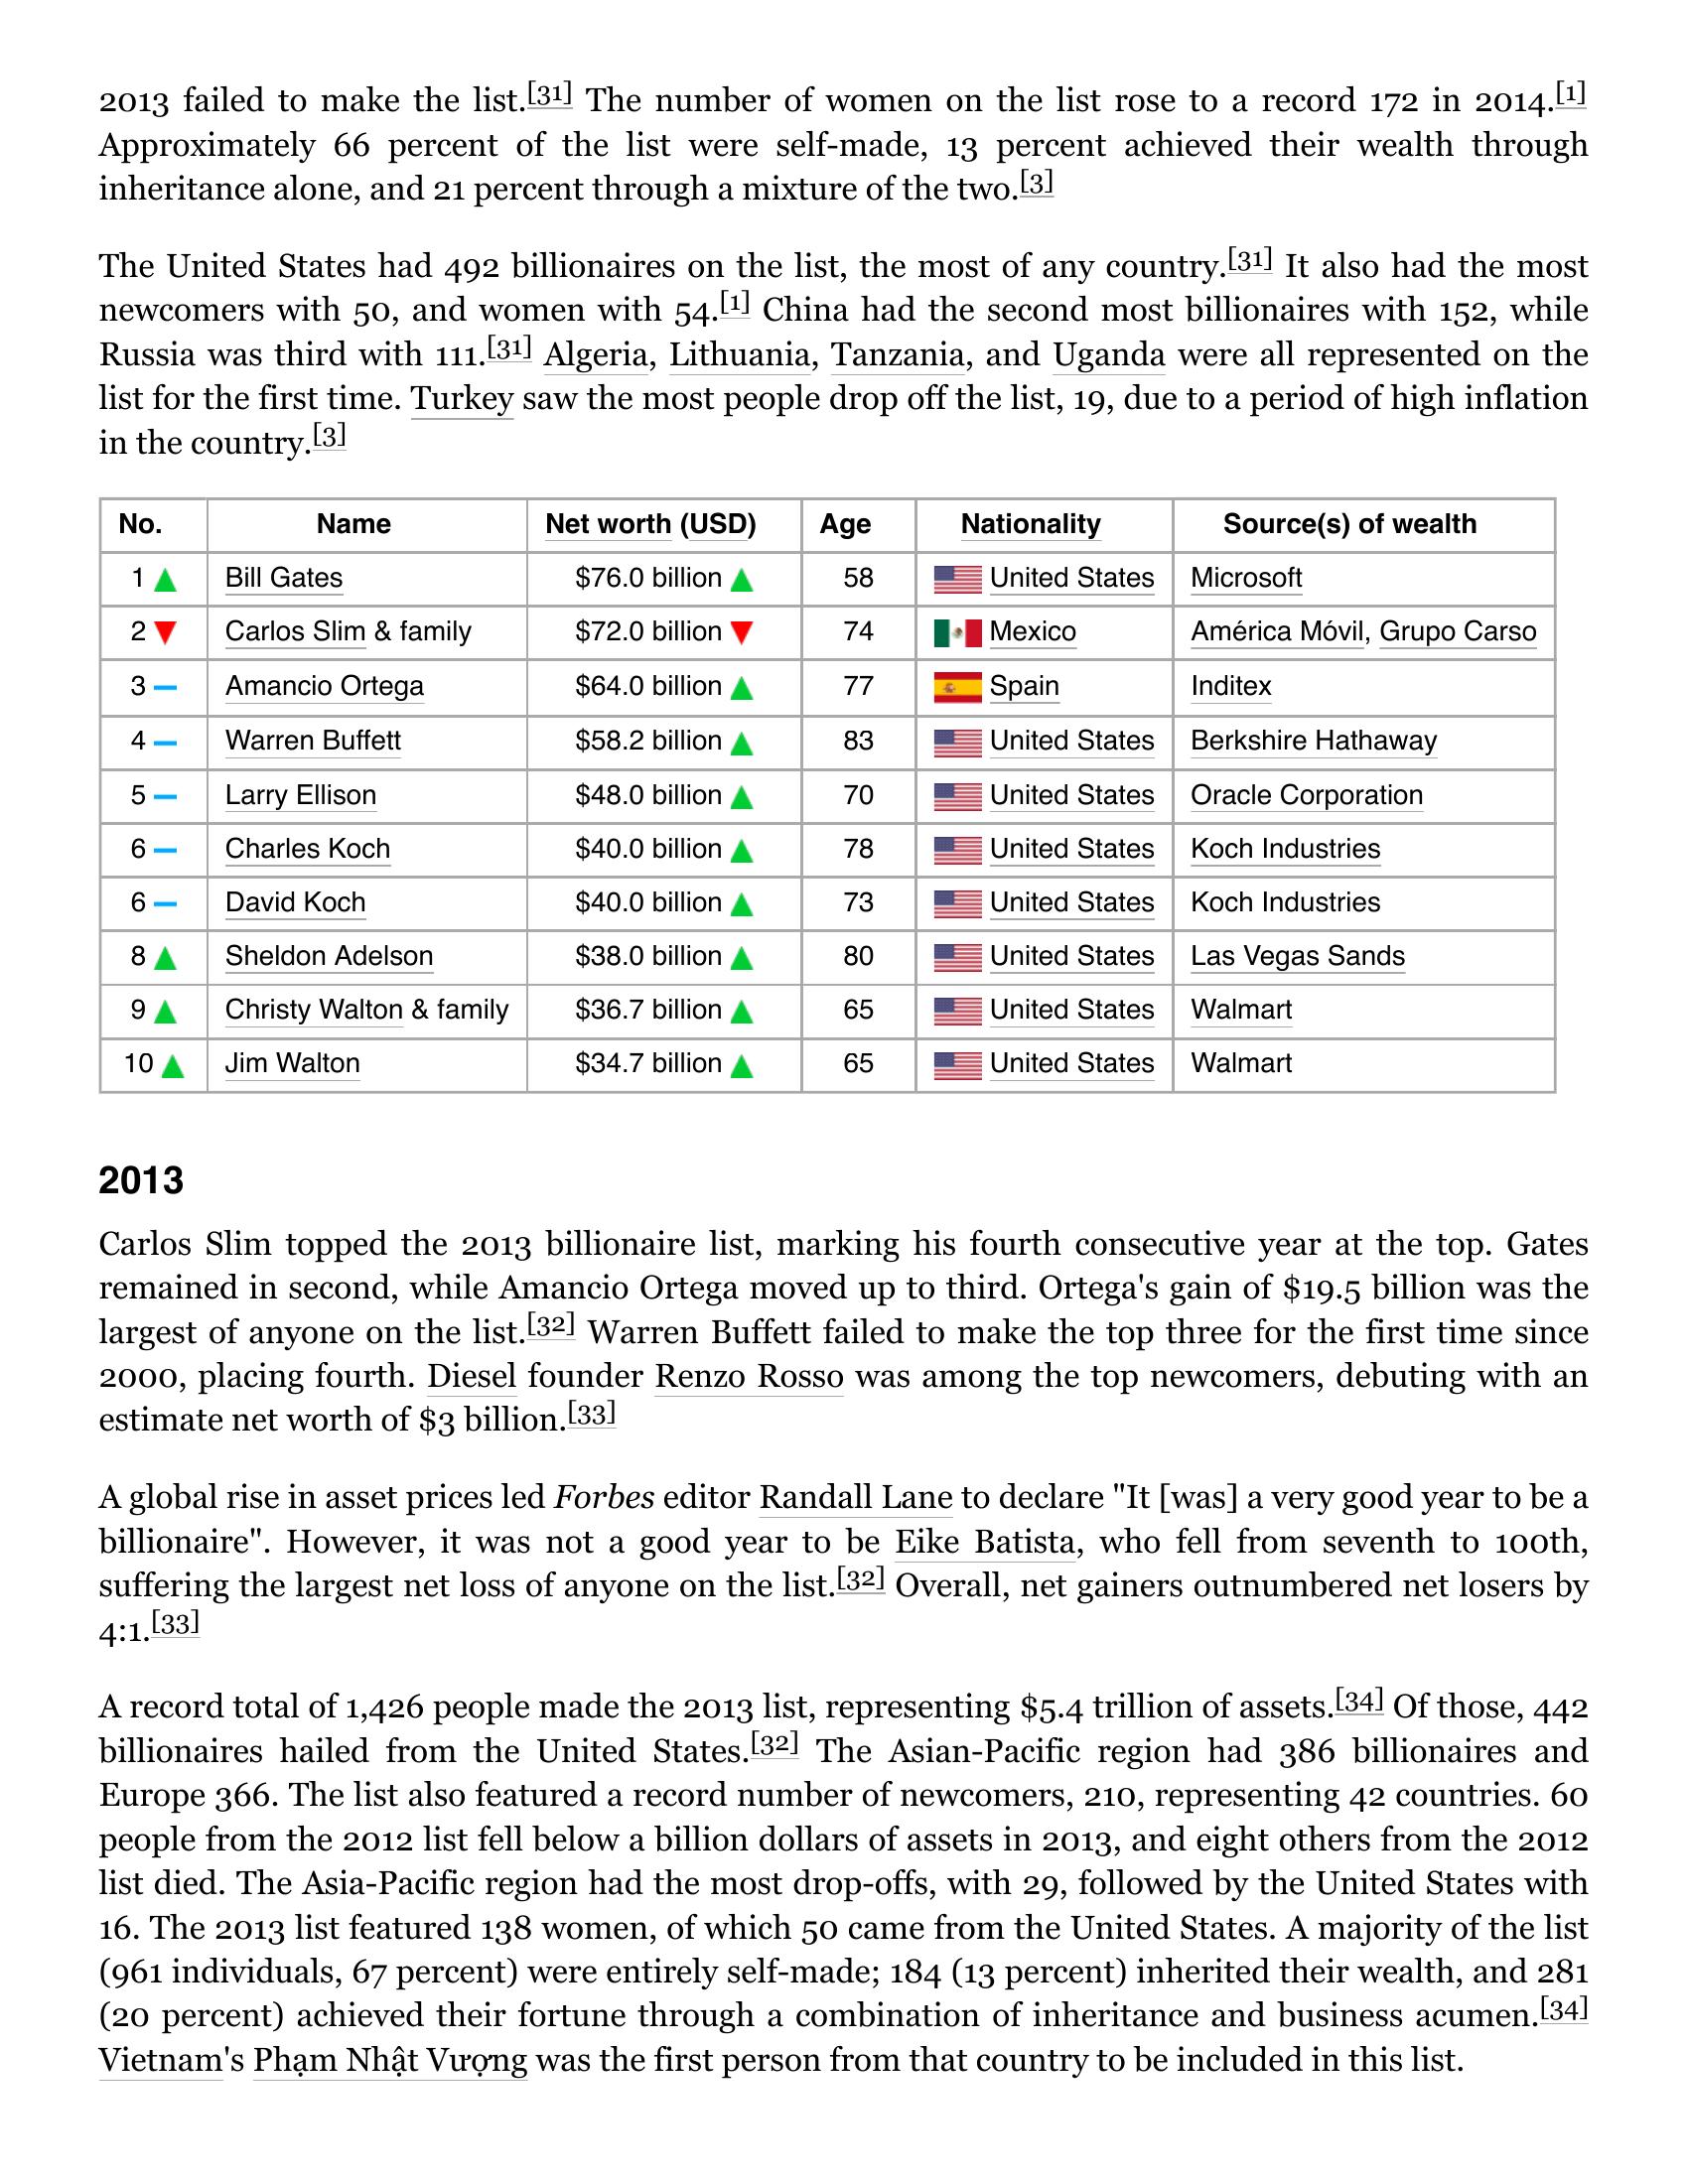 2013 failed to make the list.[31] The number of women on the list rose to a record 172 in 2014.[1]
Approximately 66 percent of the list were self-made, 13 percent achieved their wealth through
inheritance alone, and 21 percent through a mixture of the two.[3]
The United States had 492 billionaires on the list, the most of any country.[31] It also had the most
newcomers with 50, and women with 54.[1] China had the second most billionaires with 152, while
Russia was third with 111.[31] Algeria, Lithuania, Tanzania, and Uganda were all represented on the
list for the first time. Turkey saw the most people drop off the list, 19, due to a period of high inflation
in the country.[3]
No. Name Net worth (USD) Age Nationality Source(s) of wealth
1 Bill Gates $76.0 billion 58 United States Microsoft
2 Carlos Slim & family $72.0 billion 74 Mexico América Móvil, Grupo Carso
3 Amancio Ortega $64.0 billion 77 Spain Inditex
4 Warren Buffett $58.2 billion 83 United States Berkshire Hathaway
5 Larry Ellison $48.0 billion 70 United States Oracle Corporation
6 Charles Koch $40.0 billion 78 United States Koch Industries
6 David Koch $40.0 billion 73 United States Koch Industries
8 Sheldon Adelson $38.0 billion 80 United States Las Vegas Sands
9 Christy Walton & family $36.7 billion 65 United States Walmart
10 Jim Walton $34.7 billion 65 United States Walmart
2013
Carlos Slim topped the 2013 billionaire list, marking his fourth consecutive year at the top. Gates
remained in second, while Amancio Ortega moved up to third. Ortega's gain of $19.5 billion was the
largest of anyone on the list.[32] Warren Buffett failed to make the top three for the first time since
2000, placing fourth. Diesel founder Renzo Rosso was among the top newcomers, debuting with an
estimate net worth of $3 billion.[33]
A global rise in asset prices led Forbes editor Randall Lane to declare "It [was] a very good year to be a
billionaire". However, it was not a good year to be Eike Batista, who fell from seventh to 100th,
suffering the largest net loss of anyone on the list.[32] Overall, net gainers outnumbered net losers by
4:1.[33]
A record total of 1,426 people made the 2013 list, representing $5.4 trillion of assets.[34] Of those, 442
billionaires hailed from the United States.[32] The Asian-Pacific region had 386 billionaires and
Europe 366. The list also featured a record number of newcomers, 210, representing 42 countries. 60
people from the 2012 list fell below a billion dollars of assets in 2013, and eight others from the 2012
list died. The Asia-Pacific region had the most drop-offs, with 29, followed by the United States with
16. The 2013 list featured 138 women, of which 50 came from the United States. A majority of the list
(961 individuals, 67 percent) were entirely self-made; 184 (13 percent) inherited their wealth, and 281
(20 percent) achieved their fortune through a combination of inheritance and business acumen.[34]
Vietnam's Phạm Nhật Vượng was the first person from that country to be included in this list.